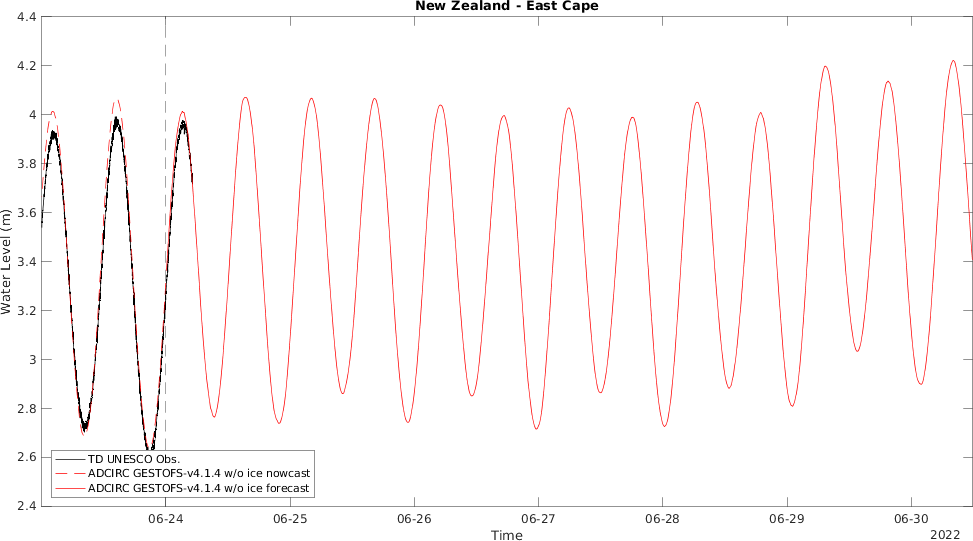 New Zealand - East Cape
4.4
4.2
4
3.8
3.6
3.4
3.2
3
2.8
2.6
2.4
Water Level (m)
TD UNESCO Obs.
ADCIRC GESTOFS-v4.1.4 w/o ice nowcast
ADCIRC GESTOFS-v4.1.4 w/o ice forecast
06-24 06-25 06-26 06-27 06-28 06-29 06-30
Time
2022